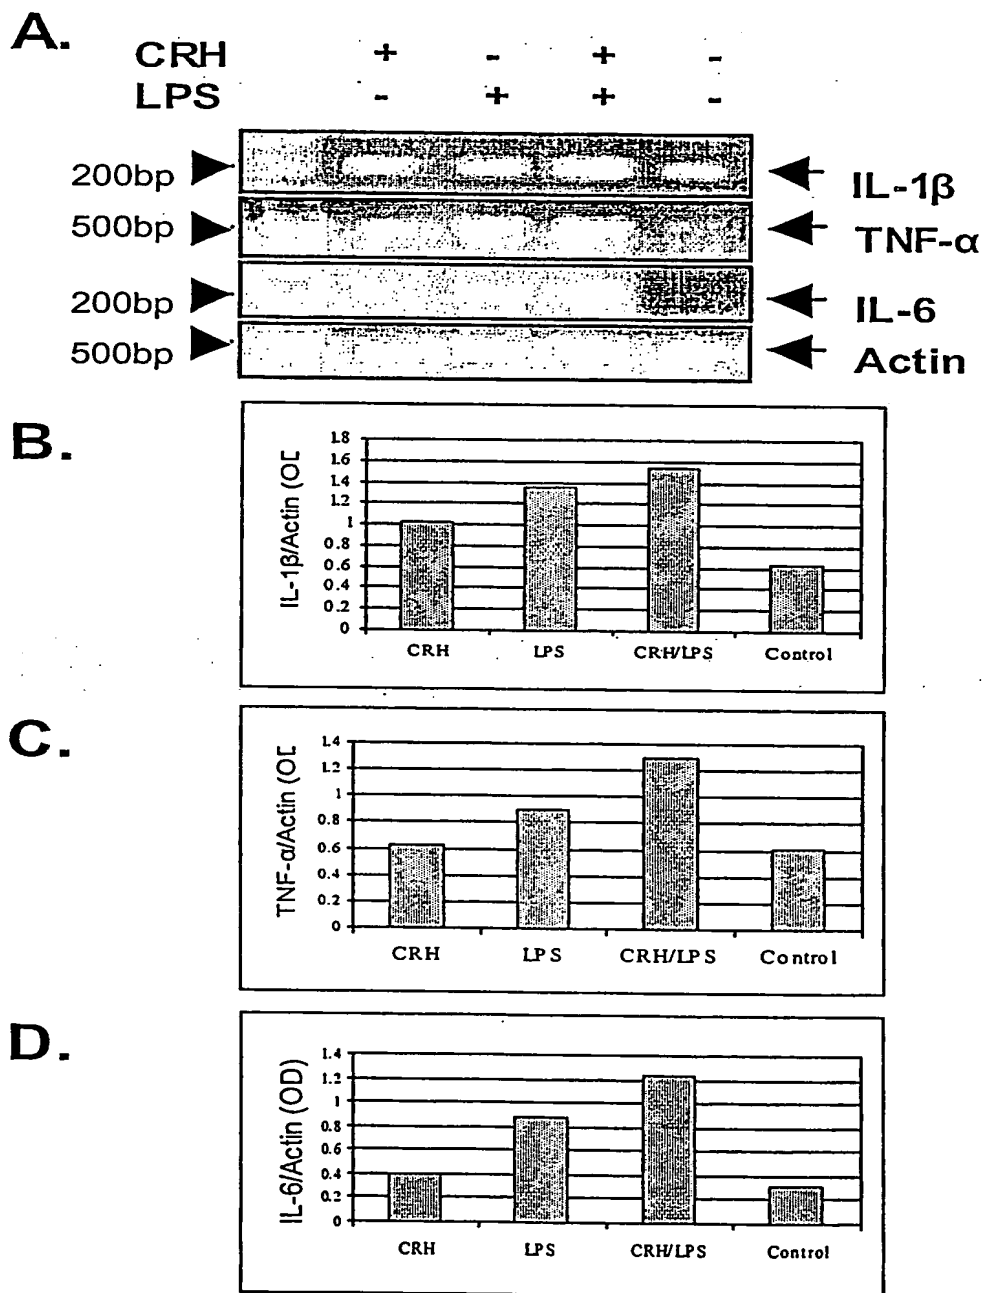 A.
CRH + - + -
LPS - + + -
200bp IL-1β
500bp TNF-α
200bp IL-6
500bp Actin
B.
IL-1β/Actin (OD
1.8
1.6
1.4
1.2
1
0.8
0.6
0.4
0.2
0
CRH LPS CRH/LPS Control
C.
TNF-α/Actin (OD
1.4
1.2
1
0.8
0.6
0.4
0.2
0
CRH LPS CRH/LPS Control
D.
IL-6/Actin (OD)
1.4
1.2
1
0.8
0.6
0.4
0.2
0
CRH LPS CRH/LPS Control